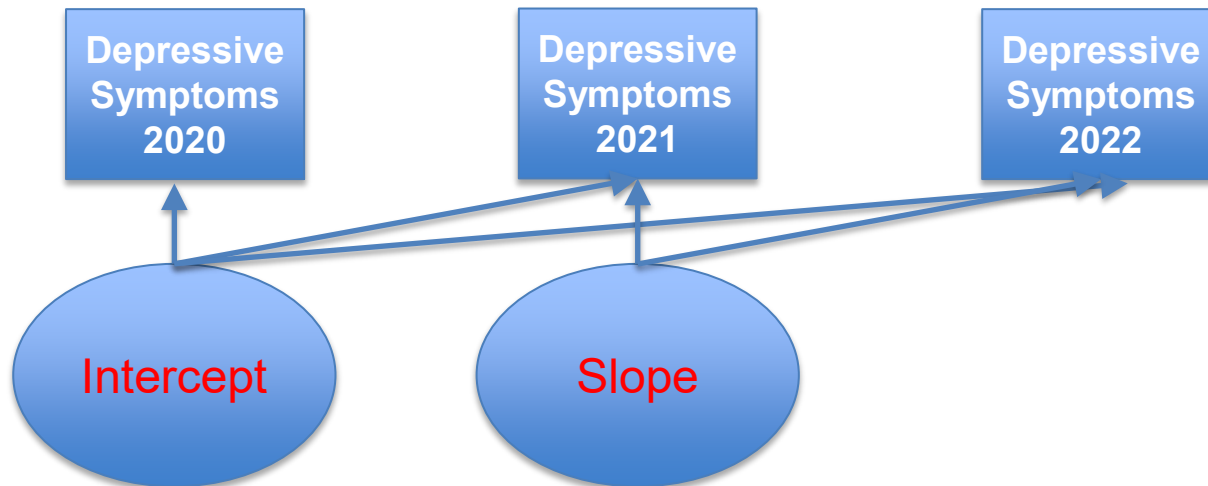 Depressive
Symptoms
2020
Depressive
Symptoms
2021
Depressive
Symptoms
2022
Intercept
Slope